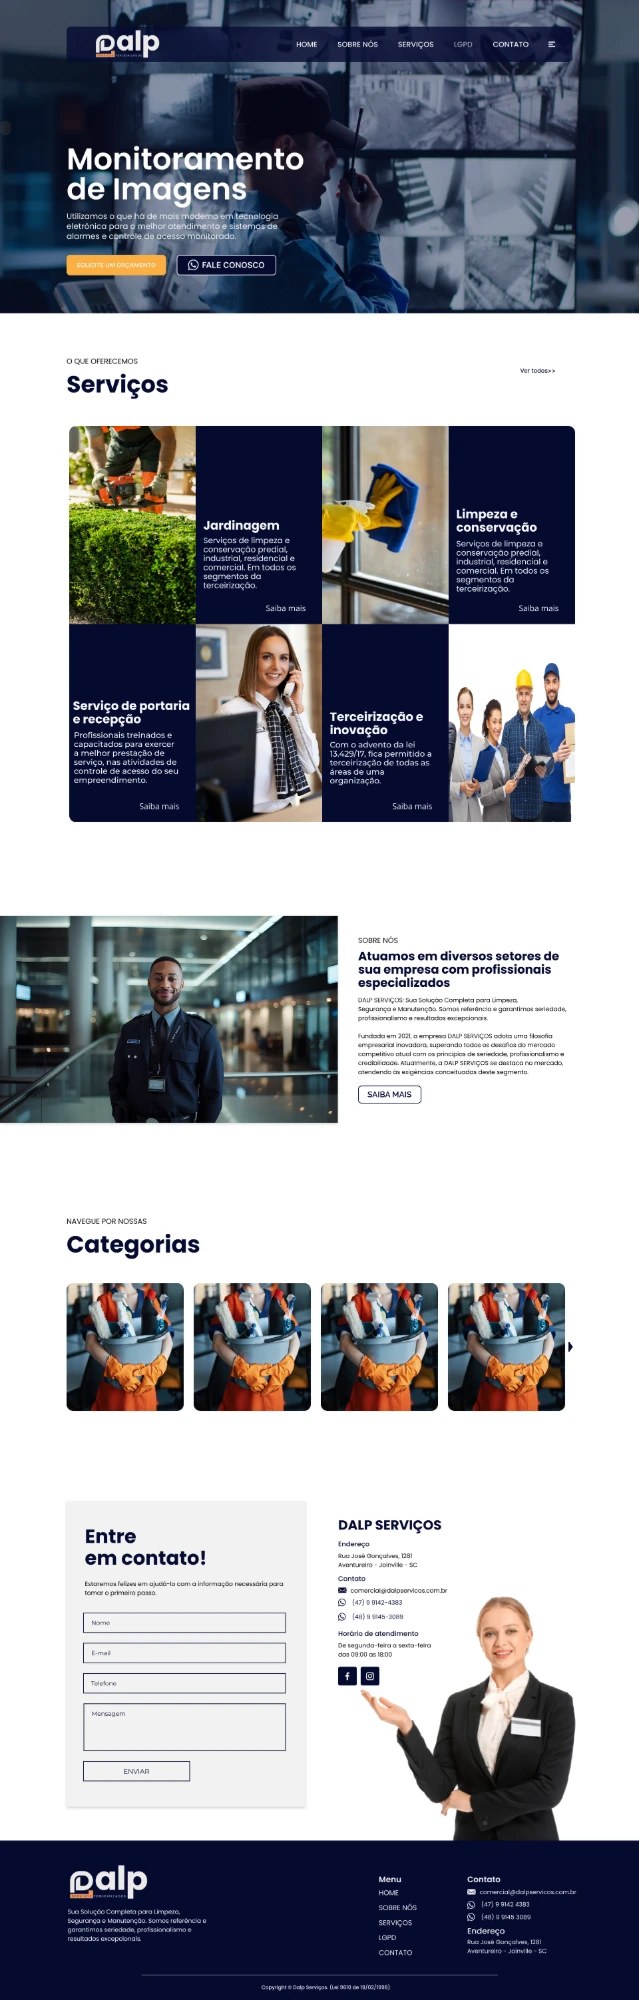 Dalp
HOME SOBRE NÓS SERVIÇOS LGPD CONTATO
Monitoramento
de Imagens
Utilizamos o que há de mais moderno em tecnologia
eletrônica para o melhor atendimento e sistemas de
alarmes e controle de acesso monitorado.
SOLICITE UM ORÇAMENTO
FALE CONOSCO
O QUE OFERECEMOS
Serviços
Ver todos>>
Jardinagem
Serviços de limpeza e
conservação predial,
industrial, residencial e
comercial. Em todos os
segmentos da
terceirização.
Saiba mais
Limpeza e
conservação
Serviços de limpeza e
conservação predial,
industrial, residencial e
comercial. Em todos os
segmentos da
terceirização.
Saiba mais
Serviço de portaria
e recepção
Profissionais treinados e
capacitados para exercer
a melhor prestação de
serviço, nas atividades de
controle de acesso do seu
empreendimento.
Saiba mais
Terceirização e
inovação
Com o advento da lei
13.429/17, fica permitido a
terceirização de todas as
áreas de uma
organização.
Saiba mais
SOBRE NÓS
Atuamos em diversos setores de
sua empresa com profissionais
especializados
DALP SERVIÇOS: Sua Solução Completa para Limpeza,
Segurança e Manutenção. Somos referência e garantimos seriedade,
profissionalismo e resultados excepcionais.
Fundada em 2021, a empresa DALP SERVIÇOS adota uma filosofia
empresarial inovadora, superando todos os desafios do mercado
competitivo atual com os princípios de seriedade, profissionalismo e
credibilidade. Atualmente, a DALP SERVIÇOS se destaca no mercado,
atendendo às exigências conceituadas deste segmento.
SAIBA MAIS
NAVEGUE POR NOSSAS
Categorias
Entre
em contato!
Estaremos felizes em ajudá-lo com a informação necessária para
tomar o primeiro passo.
Nome
E-mail
Telefone
Mensagem
ENVIAR
DALP SERVIÇOS
Endereço
Rua José Gonçalves, 1281
Aventureiro - Joinville - SC
Contato
comercial@dalpservicos.com.br
(47) 9 9142-4383
(48) 9 9145-3089
Horário de atendimento
De segunda-feira a sexta-feira
das 08:00 às 18:00
Dalp
Sua Solução Completa para Limpeza,
Segurança e Manutenção. Somos referência e
garantimos seriedade, profissionalismo e
resultados excepcionais.
Menu
HOME
SOBRE NÓS
SERVIÇOS
LGPD
CONTATO
Contato
comercial@dalpservicos.com.br
(47) 9 9142 4383
(48) 9 9145 3089
Endereço
Rua José Gonçalves, 1281
Aventureiro - Joinville - SC
Copyright © Dalp Serviços. (Lei 9610 de 19/02/1998)